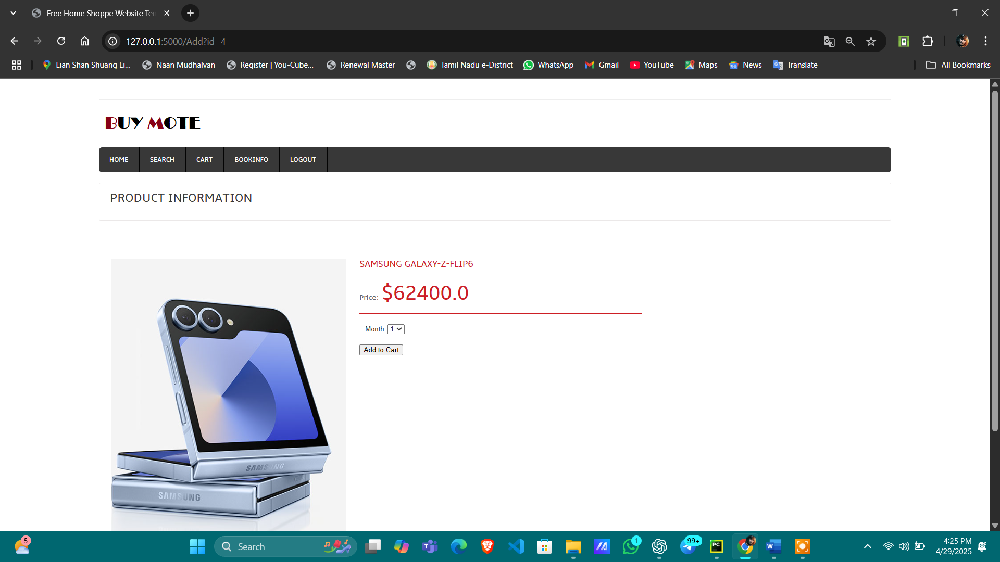 Free Home Shoppe Website Ten
127.0.0.1:5000/Add?id=4
Lian Shan Shuang Li...
Naan Mudhalvan
Register | You-Cube...
Renewal Master
Tamil Nadu e-District
WhatsApp
Gmail
YouTube
Maps
News
Translate
All Bookmarks
BUY MOTE
HOME
SEARCH
CART
BOOKINFO
LOGOUT
PRODUCT INFORMATION
SAMSUNG GALAXY-Z-FLIP6
Price: $62400.0
Month: 1
Add to Cart
SAMSUNG
SAMSUNG
5
Search
1
99+
PC
W
4:25 PM
4/29/2025